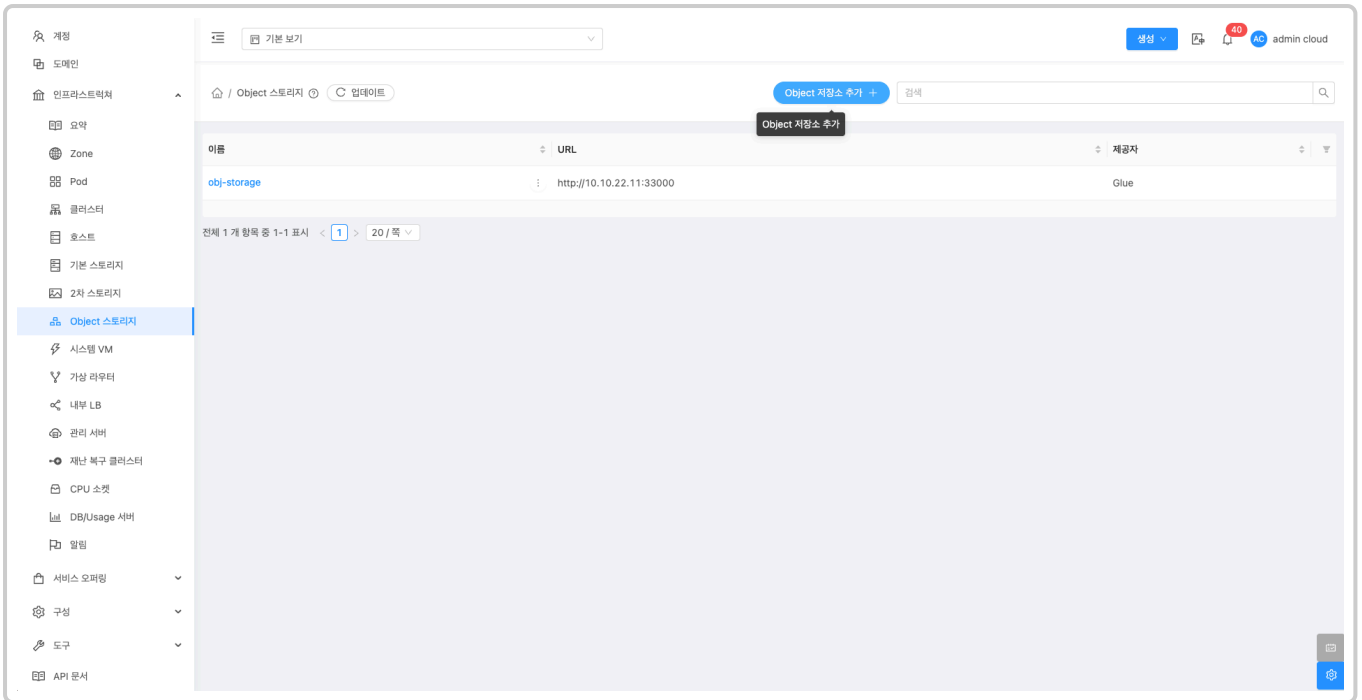 계정
기본 보기
생성
40
AC
admin cloud
도메인
인프라스트럭쳐
/ Object 스토리지
업데이트
Object 저장소 추가 +
검색
Object 저장소 추가
요약
Zone
Pod
클러스터
호스트
기본 스토리지
2차 스토리지
Object 스토리지
시스템 VM
가상 라우터
내부 LB
관리 서버
재난 복구 클러스터
CPU 소켓
DB/Usage 서버
알림
서비스 오퍼링
구성
도구
API 문서
이름 URL 제공자
obj-storage http://10.10.22.11:33000 Glue
전체 1 개 항목 중 1-1 표시 < 1 > 20 / 쪽